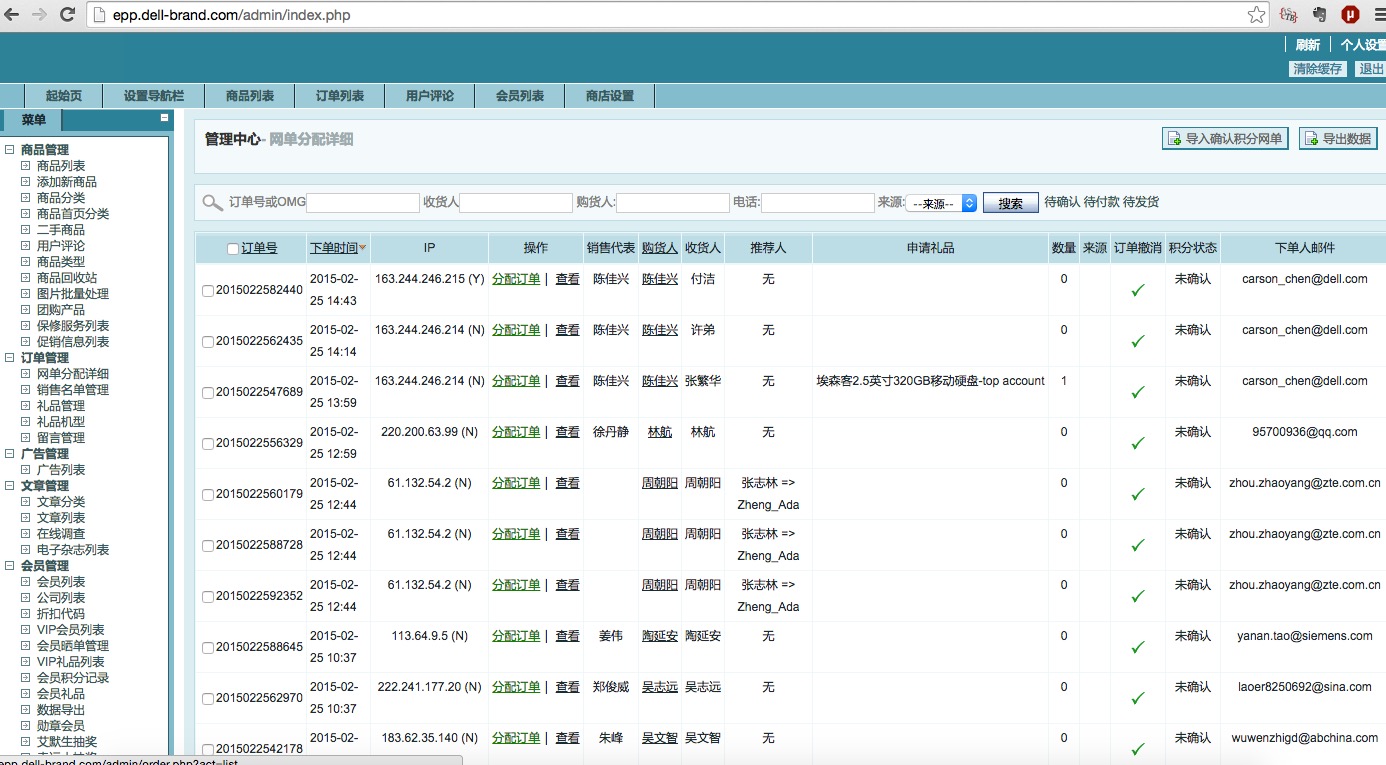 epp.dell-brand.com/admin/index.php
刷新 个人设置
清除缓存 退出
起始页 设置导航栏 商品列表 订单列表 用户评论 会员列表 商店设置
菜单
商品管理
商品列表
添加新商品
商品分类
商品首页分类
二手商品
用户评论
商品类型
商品回收站
图片批量处理
团购产品
保修服务列表
促销信息列表
订单管理
网单分配详细
销售名单管理
礼品管理
礼品机型
留言管理
广告管理
广告列表
文章管理
文章分类
文章列表
在线调查
电子杂志列表
会员管理
会员列表
公司列表
折扣代码
VIP会员列表
会员晒单管理
VIP礼品列表
会员积分记录
会员礼品
数据导出
勋章会员
艾默生抽奖
管理中心- 网单分配详细 导入确认积分网单 导出数据
订单号或OMG 收货人 购货人: 电话: 来源: --来源-- 搜索 待确认 待付款 待发货
订单号 下单时间 IP 操作 销售代表 购货人 收货人 推荐人 申请礼品 数量 来源 订单撤消 积分状态 下单人邮件
2015022582440 2015-02-25 14:43 163.244.246.215 (Y) 分配订单 | 查看 陈佳兴 陈佳兴 付洁 无 0 未确认 carson_chen@dell.com
2015022562435 2015-02-25 14:14 163.244.246.214 (N) 分配订单 | 查看 陈佳兴 陈佳兴 许弟 无 0 未确认 carson_chen@dell.com
2015022547689 2015-02-25 13:59 163.244.246.214 (N) 分配订单 | 查看 陈佳兴 陈佳兴 张繁华 无 埃森客2.5英寸320GB移动硬盘-top account 1 未确认 carson_chen@dell.com
2015022556329 2015-02-25 12:59 220.200.63.99 (N) 分配订单 | 查看 徐丹静 林航 林航 无 0 未确认 95700936@qq.com
2015022560179 2015-02-25 12:44 61.132.54.2 (N) 分配订单 | 查看 周朝阳 周朝阳 张志林 => Zheng_Ada 0 未确认 zhou.zhaoyang@zte.com.cn
2015022588728 2015-02-25 12:44 61.132.54.2 (N) 分配订单 | 查看 周朝阳 周朝阳 张志林 => Zheng_Ada 0 未确认 zhou.zhaoyang@zte.com.cn
2015022592352 2015-02-25 12:44 61.132.54.2 (N) 分配订单 | 查看 周朝阳 周朝阳 张志林 => Zheng_Ada 0 未确认 zhou.zhaoyang@zte.com.cn
2015022588645 2015-02-25 10:37 113.64.9.5 (N) 分配订单 | 查看 姜伟 陶延安 陶延安 无 0 未确认 yanan.tao@siemens.com
2015022562970 2015-02-25 10:37 222.241.177.20 (N) 分配订单 | 查看 郑俊威 吴志远 吴志远 无 0 未确认 laoer8250692@sina.com
2015022542178 2015-02- 183.62.35.140 (N) 分配订单 | 查看 朱峰 吴文智 吴文智 无 0 未确认 wuwenzhigd@abchina.com
epp.dell-brand.com/admin/order.php?act=list